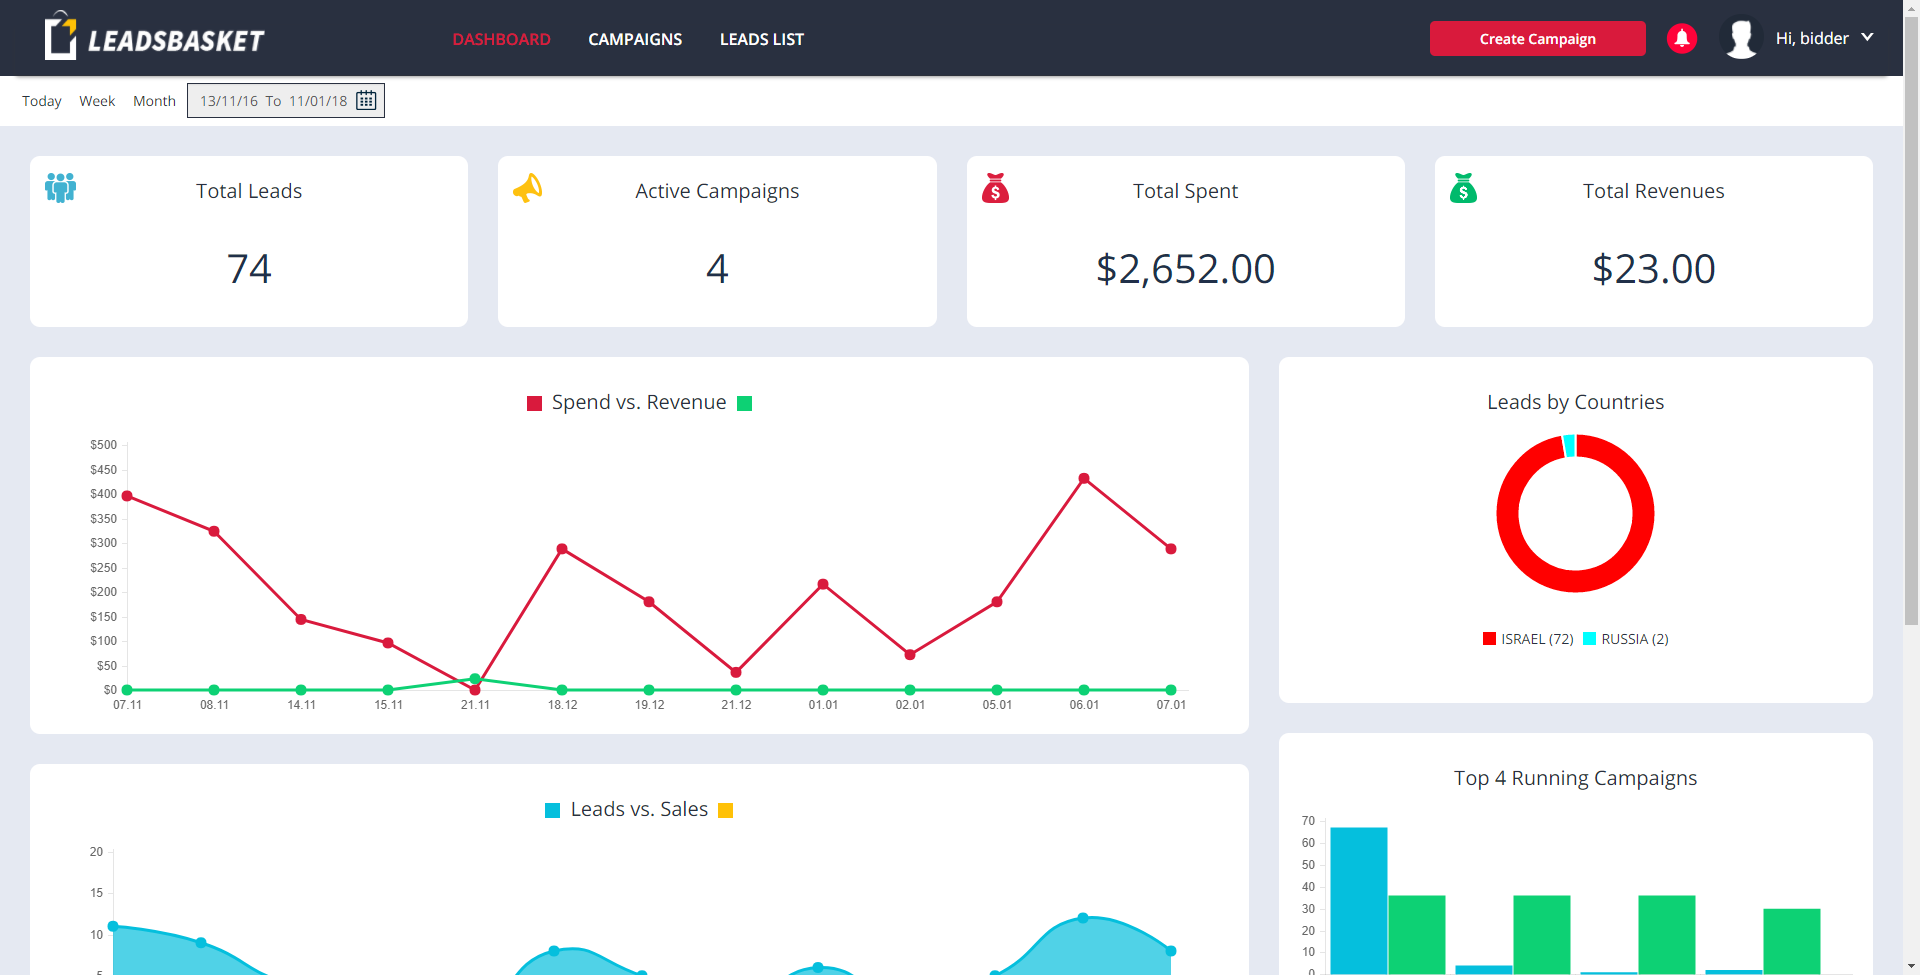 LEADSBASKET
DASHBOARD CAMPAIGNS LEADS LIST
Create Campaign
Hi, bidder
Today Week Month 13/11/16 To 11/01/18
Total Leads
74
Active Campaigns
4
$
Total Spent
$2,652.00
$
Total Revenues
$23.00
Spend vs. Revenue
$500
$450
$400
$350
$300
$250
$200
$150
$100
$50
$0
07.11 08.11 14.11 15.11 21.11 18.12 19.12 21.12 01.01 02.01 05.01 06.01 07.01
Leads by Countries
ISRAEL (72) RUSSIA (2)
Leads vs. Sales
20
15
10
5
Top 4 Running Campaigns
70
60
50
40
30
20
10
0